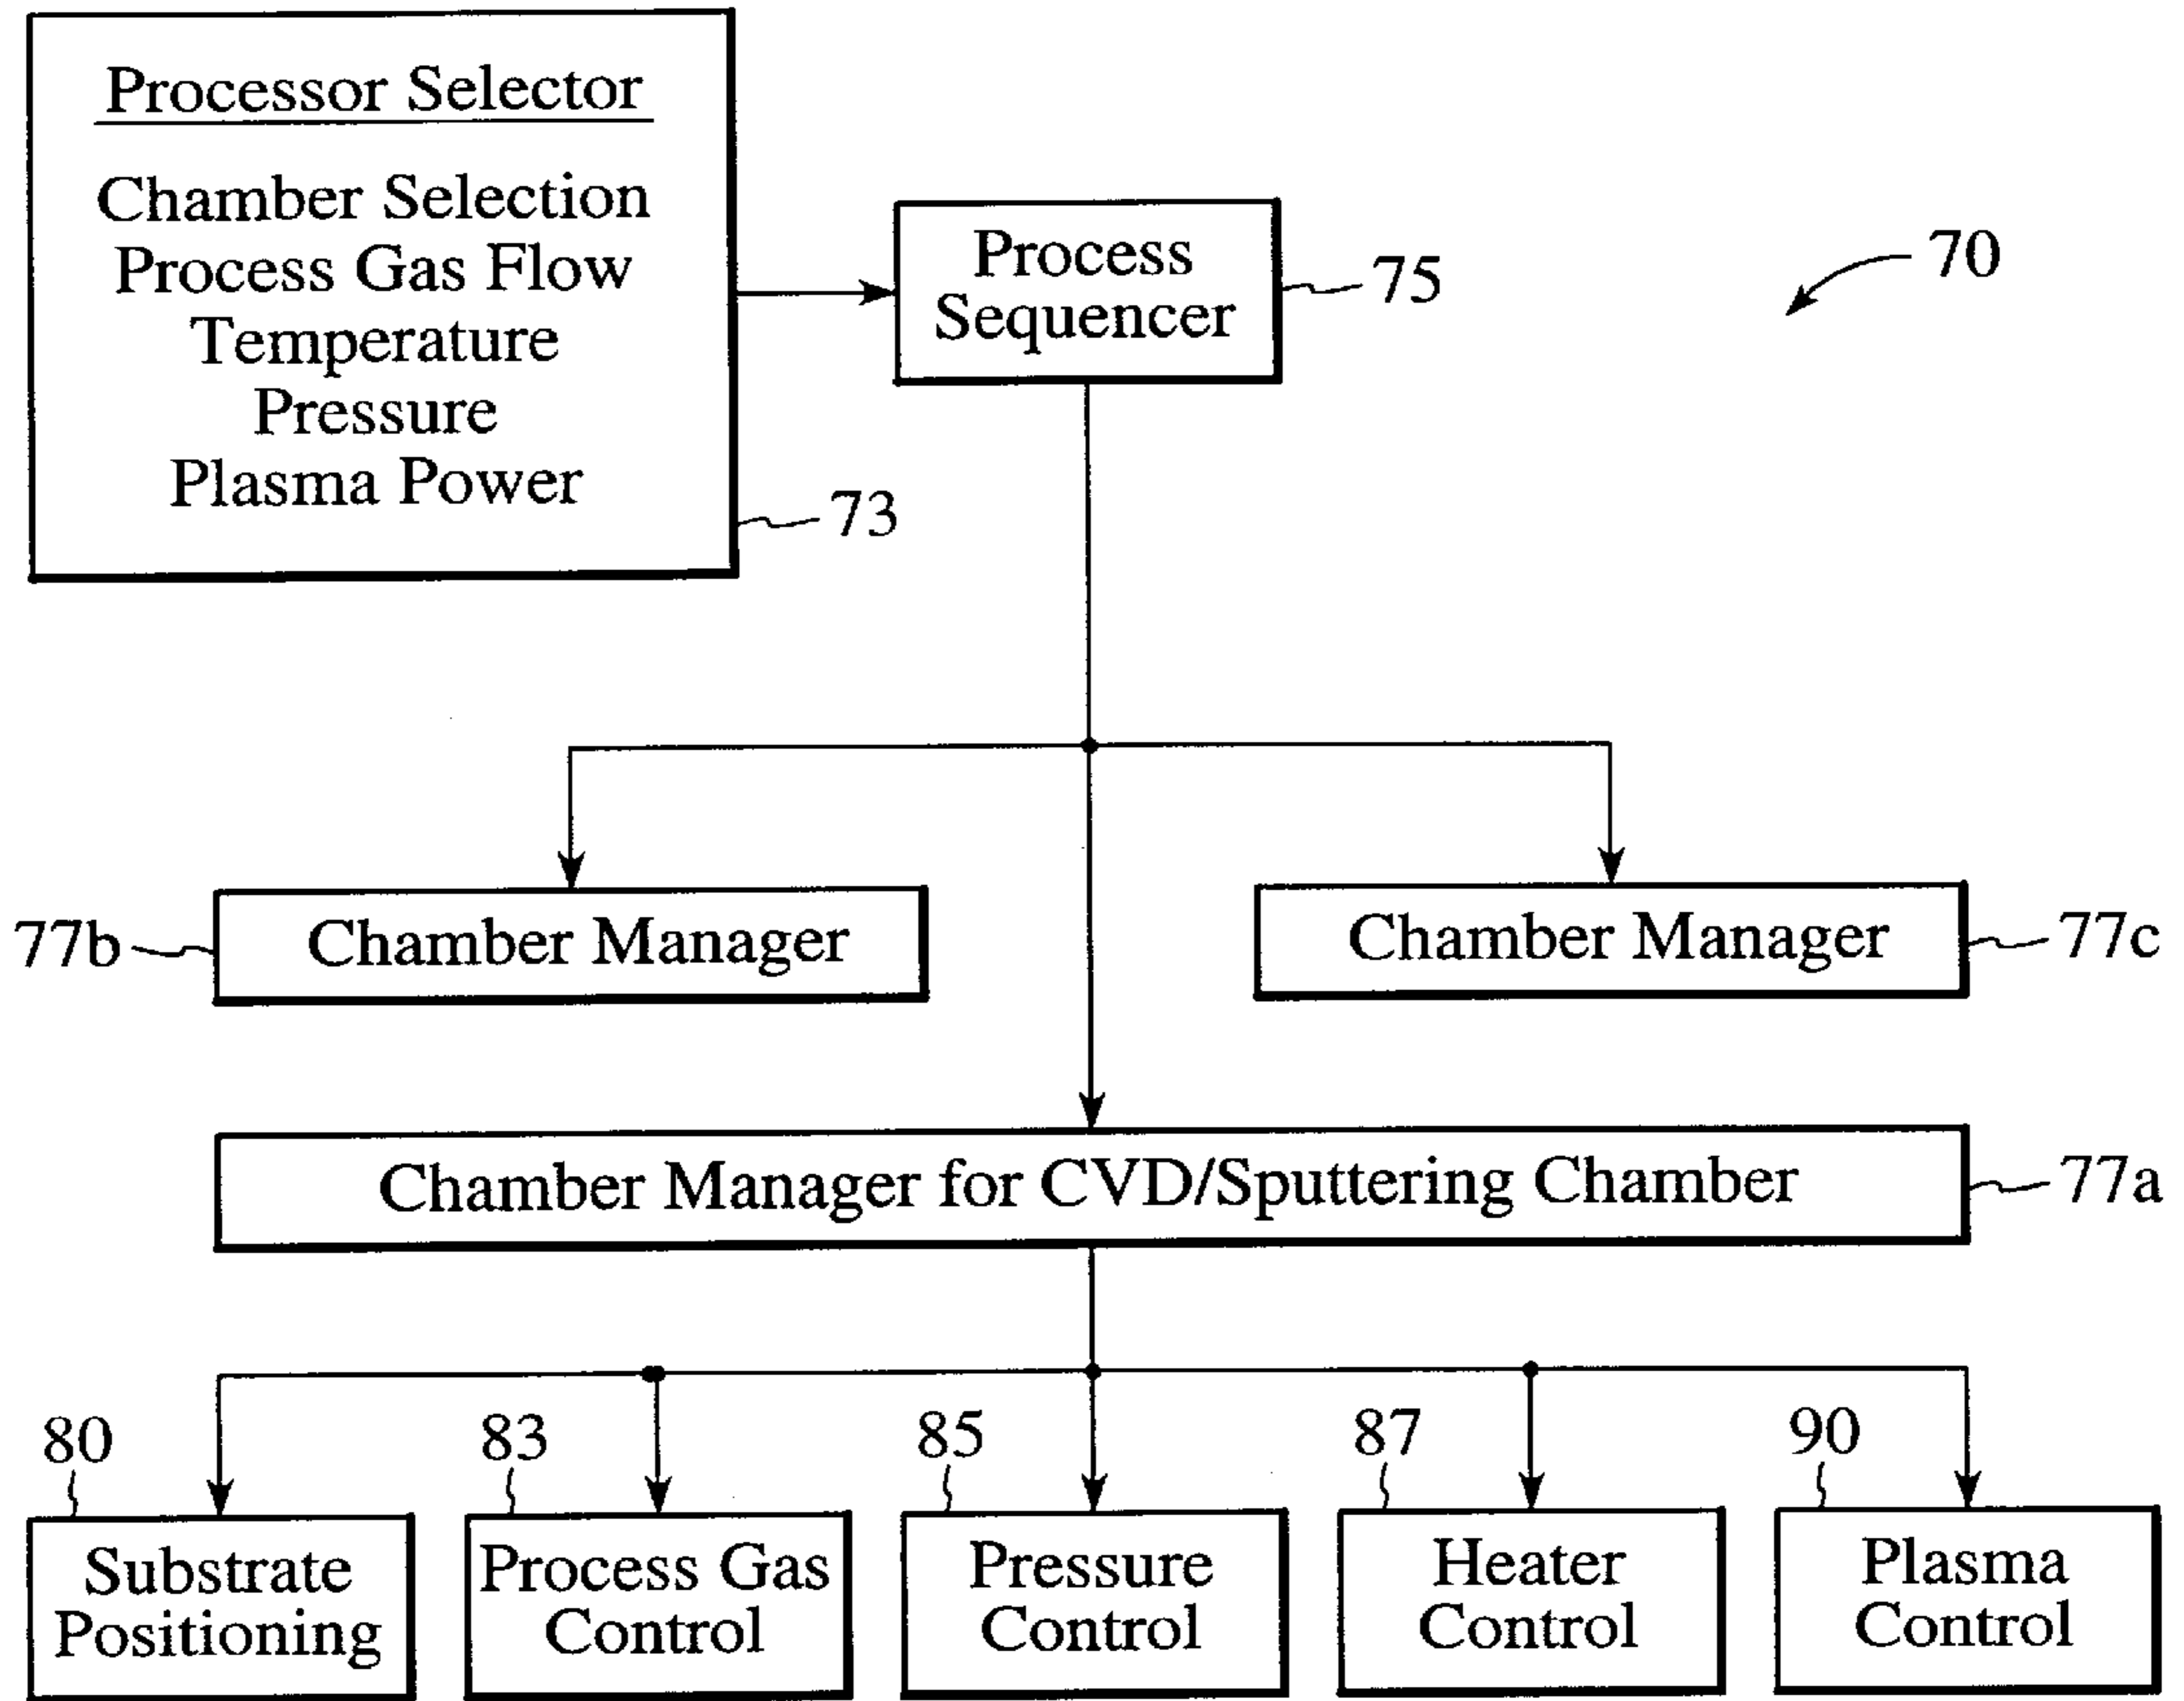 Processor Selector
Chamber Selection
Process Gas Flow
Temperature
Pressure
Plasma Power
73
Process
Sequencer
75
70
77b
Chamber Manager
Chamber Manager
77c
Chamber Manager for CVD/Sputtering Chamber
77a
80
83
85
87
90
Substrate
Positioning
Process Gas
Control
Pressure
Control
Heater
Control
Plasma
Control